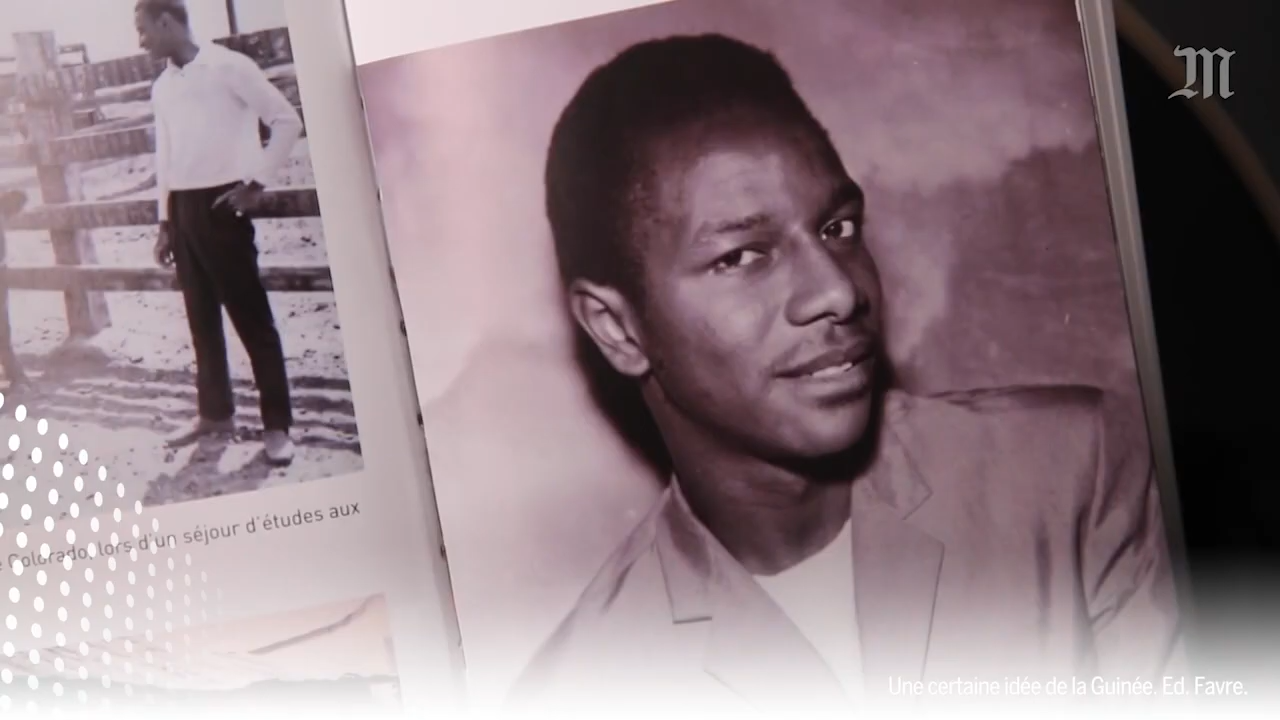 M
Colorado, lors d'un séjour d'études aux
Une certaine idée de la Guinée. Ed. Favre.